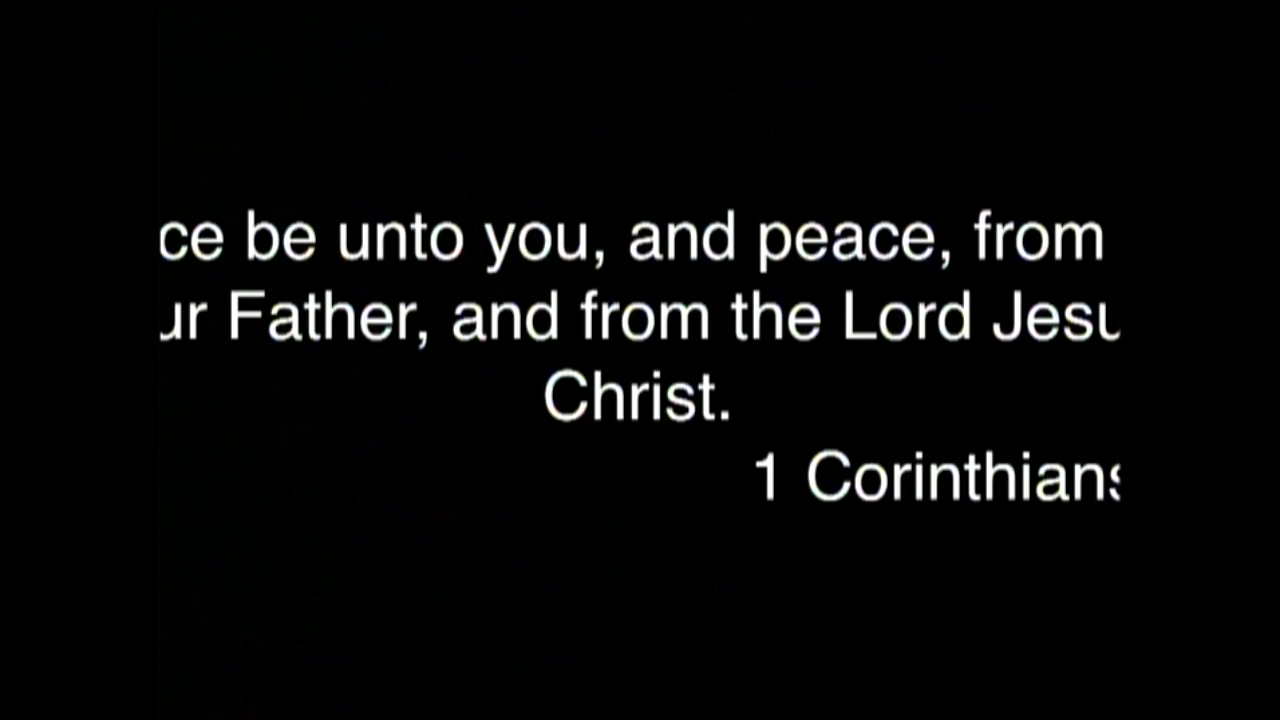 ce be unto you, and peace, from
ur Father, and from the Lord Jesu
Christ.
1 Corinthians